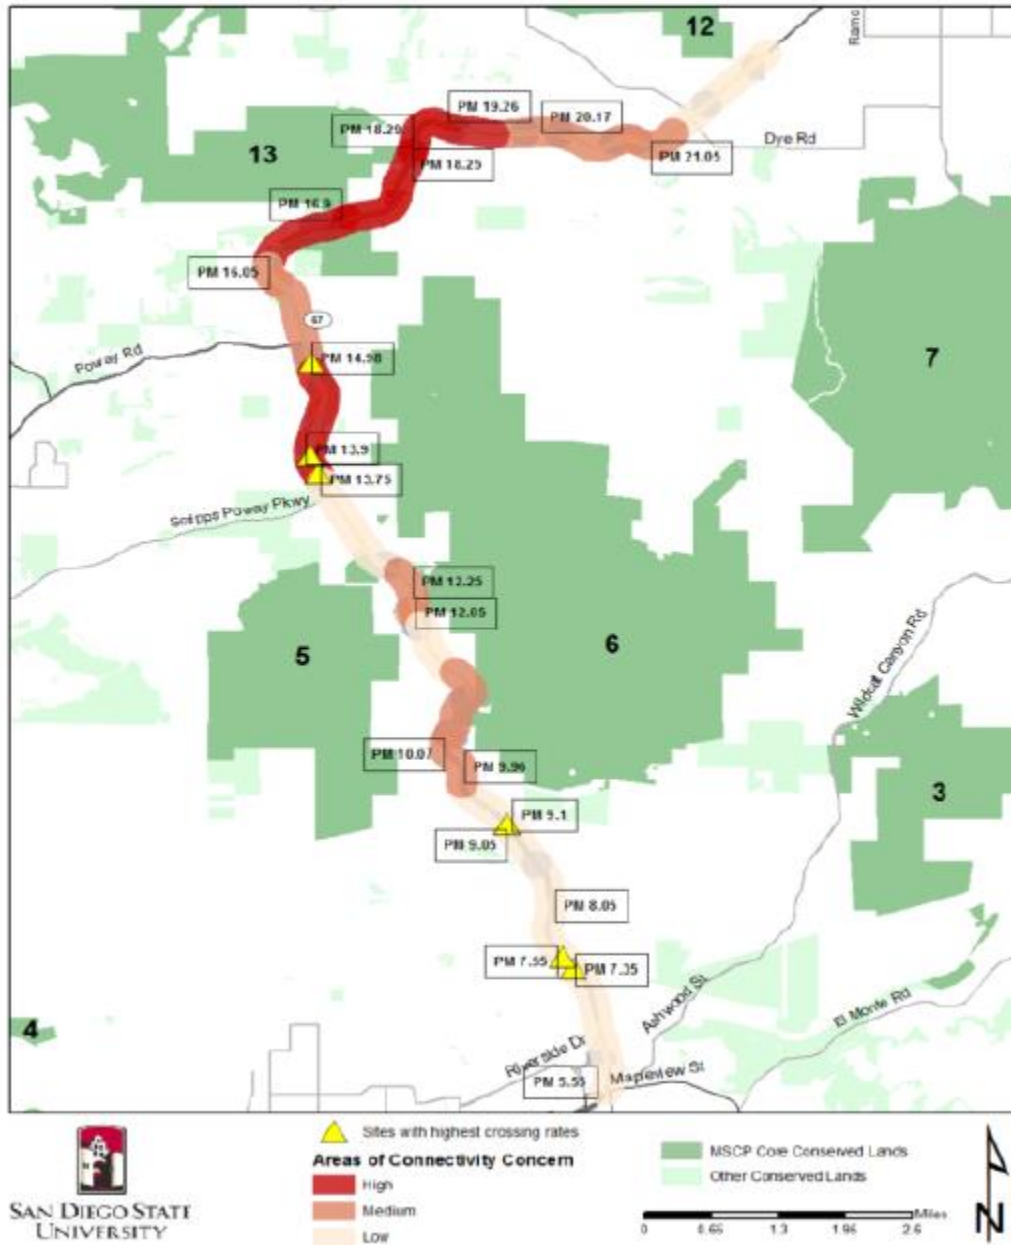 12
Dye Rd
PM 19.26
PM 20.17
PM 18.25
PM 21.05
13
PM 16.9
PM 16.05
67
Poway Rd
PM 14.98
7
PM 13.9
PM 13.75
Scripps Poway Pkwy
PM 12.25
PM 12.05
5
6
Wildcat Canyon Rd
PM 10.07
PM 9.96
3
PM 9.1
PM 9.05
PM 8.05
PM 7.55
PM 7.35
Ashwood St
El Monte Rd
4
Riverside Dr
Mapleview St
PM 5.55
Sites with highest crossing rates
Areas of Connectivity Concern
High
Medium
Low
MSCP Core Conserved Lands
Other Conserved Lands
Miles
0 0.65 1.3 1.95 2.6
N
SAN DIEGO STATE
UNIVERSITY